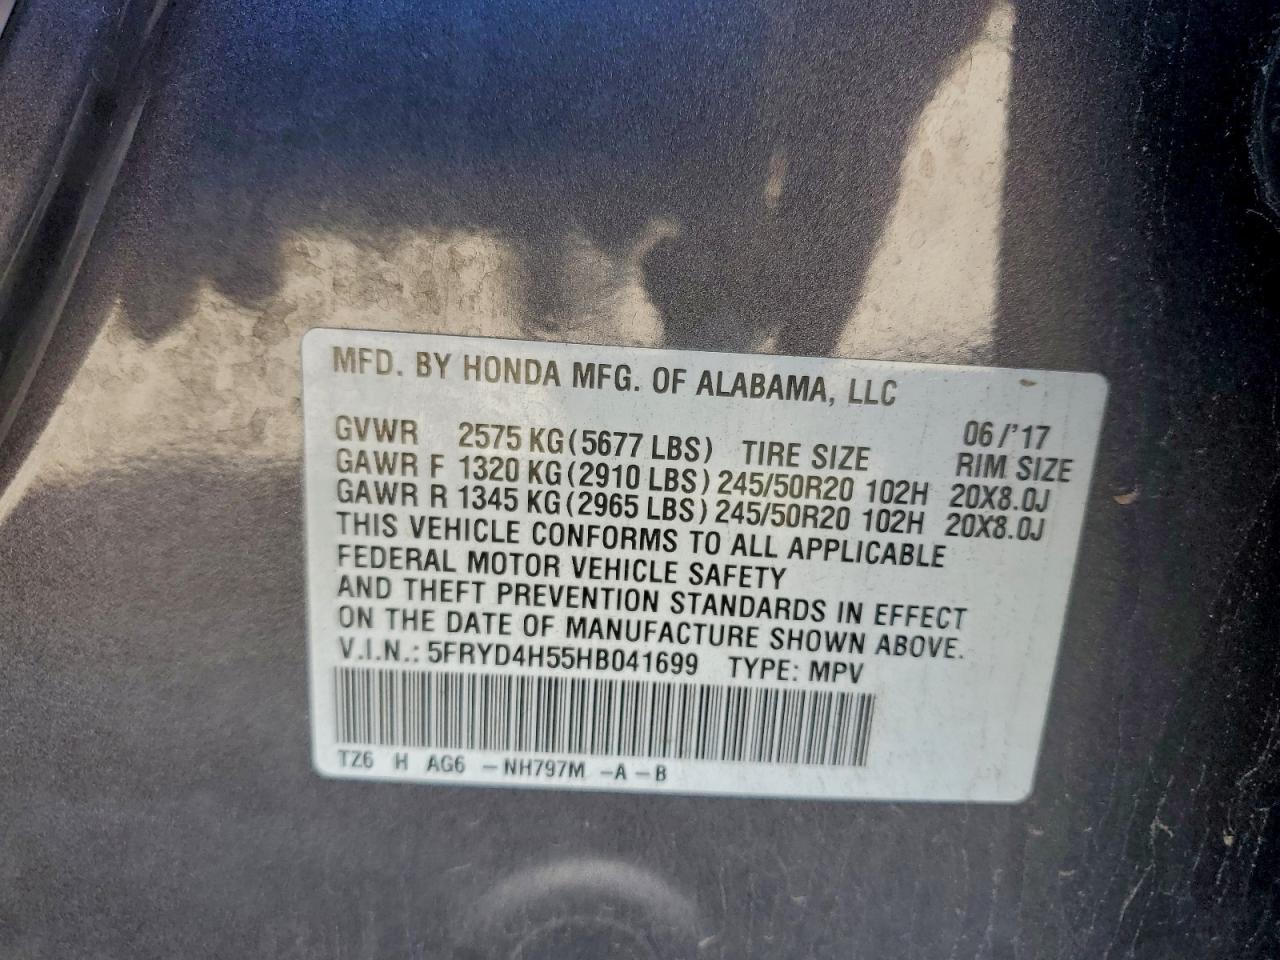 MFD. BY HONDA MFG. OF ALABAMA, LLC
06/'17
GVWR 2575 KG (5677 LBS) TIRE SIZE RIM SIZE
GAWR F 1320 KG (2910 LBS) 245/50R20 102H 20X8.0J
GAWR R 1345 KG (2965 LBS) 245/50R20 102H 20X8.0J
THIS VEHICLE CONFORMS TO ALL APPLICABLE
FEDERAL MOTOR VEHICLE SAFETY
AND THEFT PREVENTION STANDARDS IN EFFECT
ON THE DATE OF MANUFACTURE SHOWN ABOVE.
V.I.N.: 5FRYD4H55HB041699 TYPE: MPV
TZ6 H AG6 -NH797M -A-B